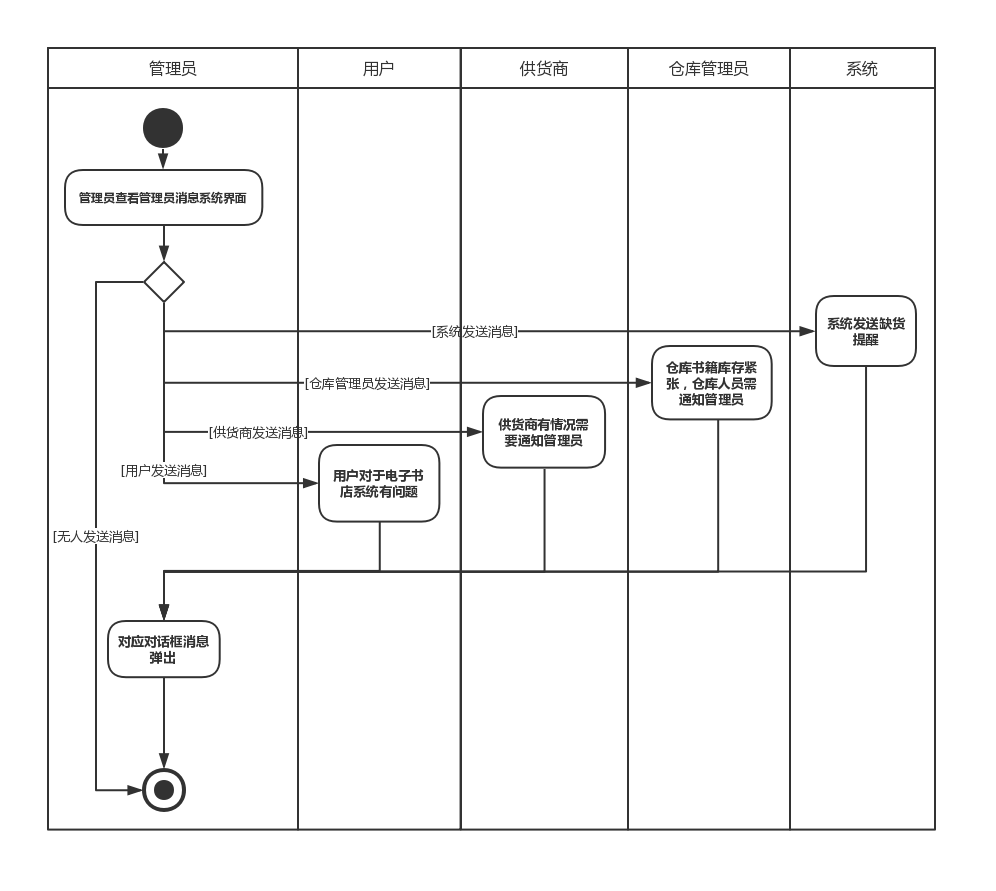 管理员
用户
供货商
仓库管理员
系统
管理员查看管理员消息系统界面
[系统发送消息]
系统发送缺货
提醒
[仓库管理员发送消息]
仓库书籍库存紧
张，仓库人员需
通知管理员
[供货商发送消息]
供货商有情况需
要通知管理员
[用户发送消息]
用户对于电子书
店系统有问题
[无人发送消息]
对应对话框消息
弹出